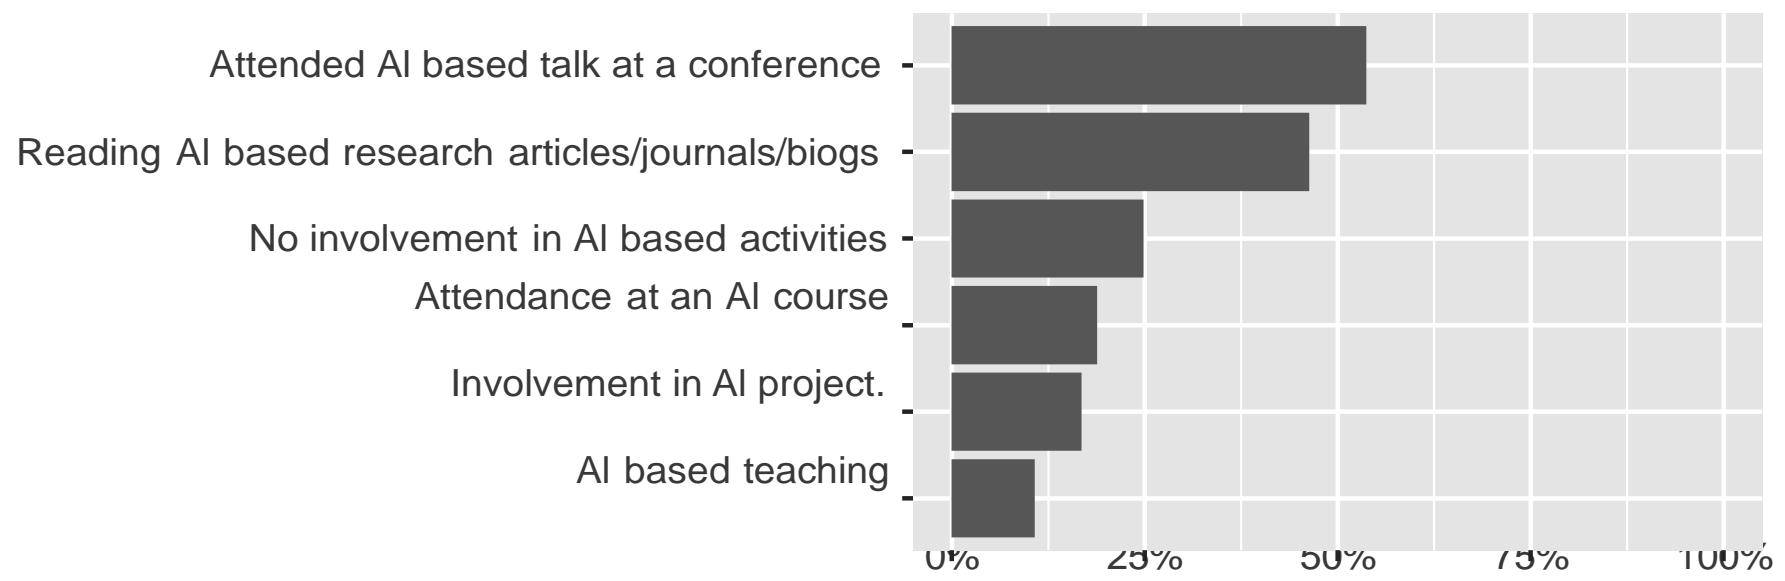 Attended AI based talk at a conference
Reading AI based research articles/journals/biogs
No involvement in AI based activities
Attendance at an AI course
Involvement in AI project.
AI based teaching
0% 25% 50% 75% 100%